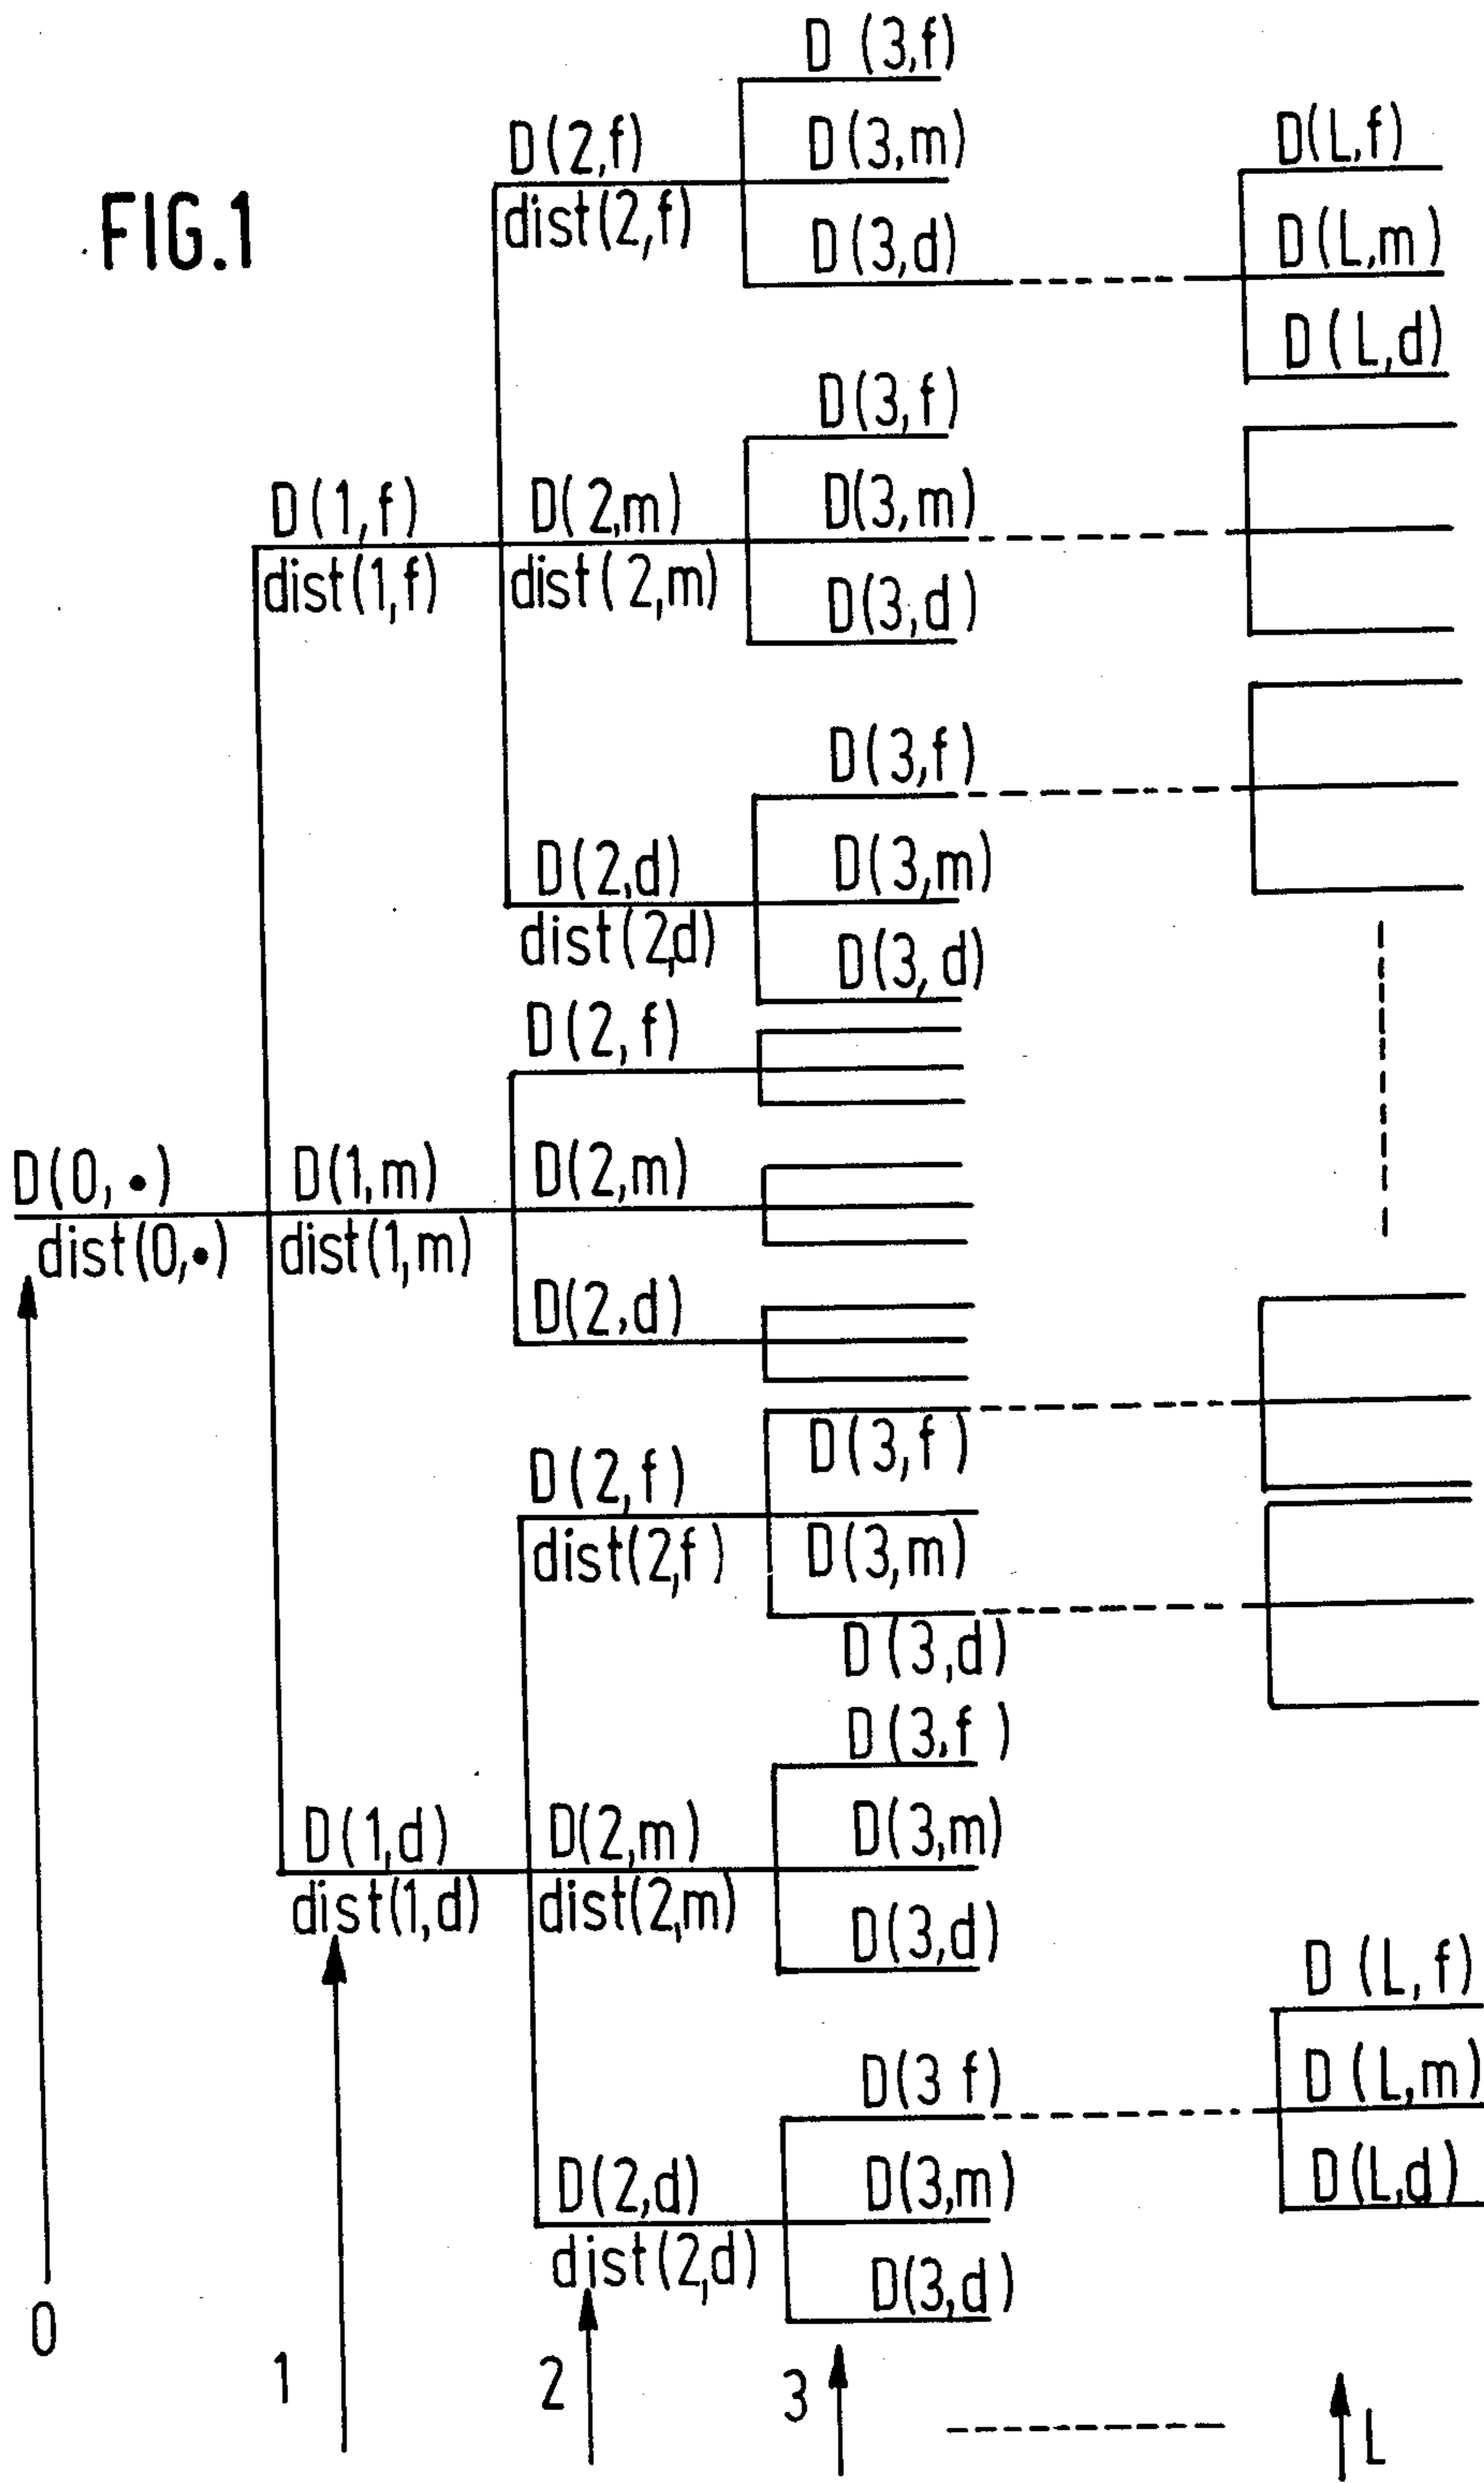 FIG.1
D (3,f)
D(2,f)
D(3,m)
D(L,f)
dist(2,f)
D(3,d)
D(L,m)
D(L,d)
D(3,f)
D(1,f)
D(2,m)
D(3,m)
dist(1,f)
dist(2,m)
D(3,d)
D(3,f)
D(2,d)
D(3,m)
dist(2,d)
D(3,d)
D(2,f)
D(0,•)
D(1,m)
D(2,m)
dist(0,•)
dist(1,m)
D(2,d)
D(2,f)
D(3,f)
dist(2,f)
D(3,m)
D(3,d)
D(3,f)
D(1,d)
D(2,m)
D(3,m)
dist(1,d)
dist(2,m)
D(3,d)
D (L,f)
D(3 f)
D (L,m)
D(2,d)
D(3,m)
D(L,d)
dist(2,d)
D(3,d)
0
1
2
3
L